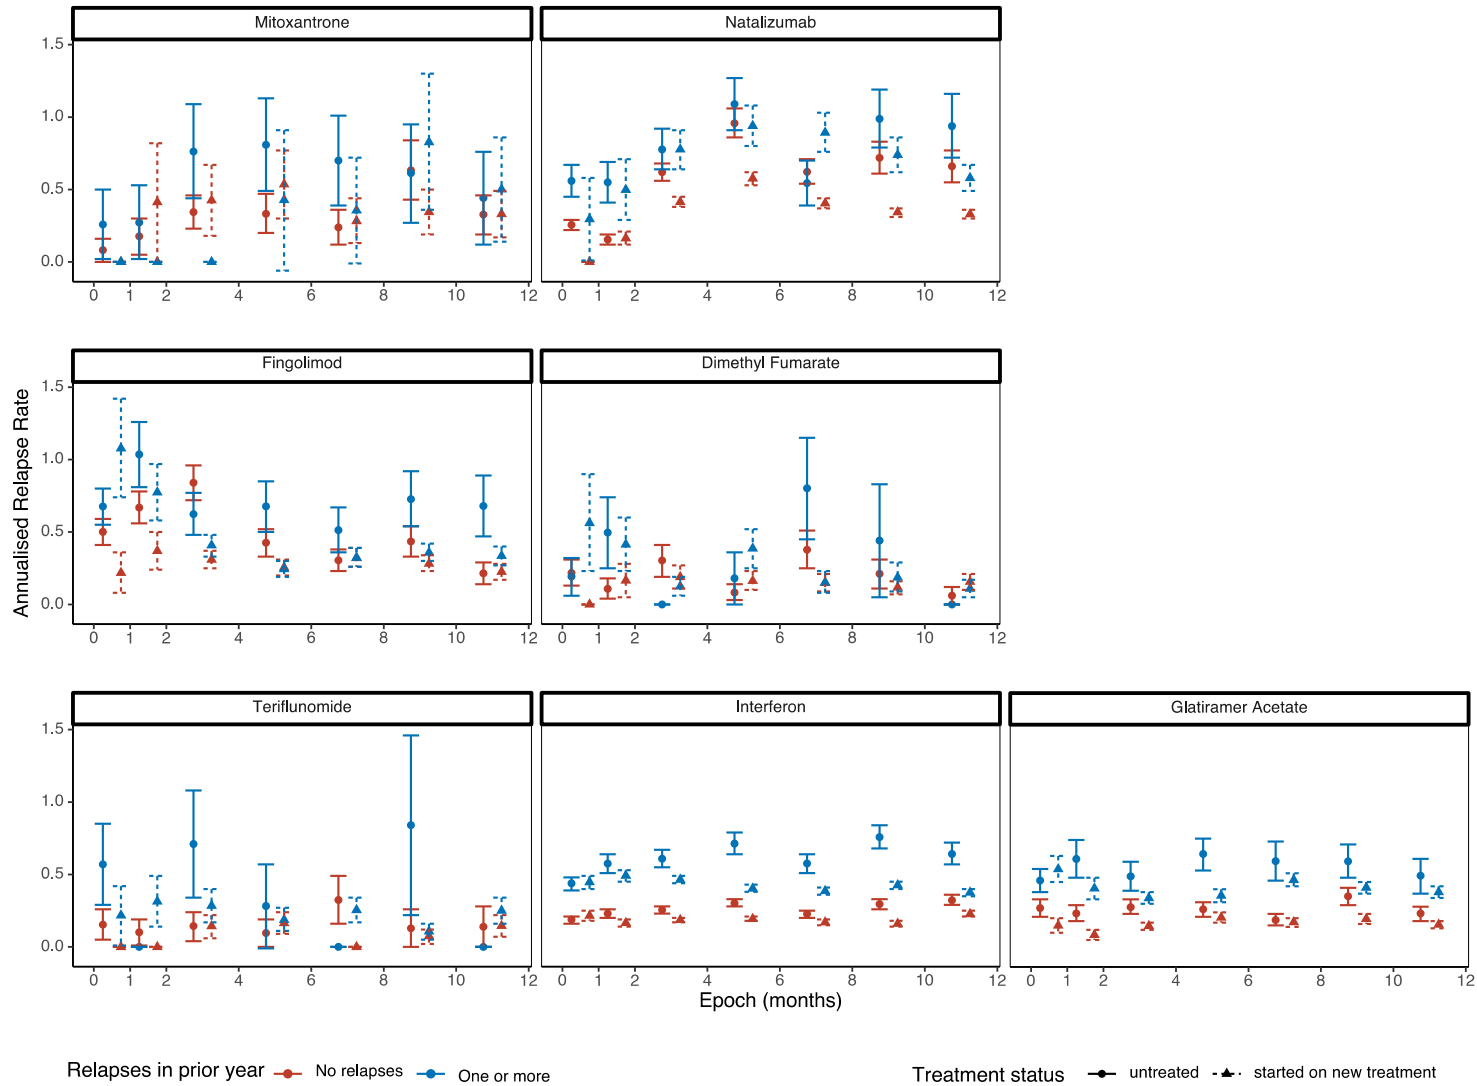 Mitoxantrone Natalizumab
1.5
1.0
0.5
0.0
0 1 2 4 6 8 10 12 0 1 2 4 6 8 10 12
Fingolimod Dimethyl Fumarate
1.5
1.0
0.5
0.0
0 1 2 4 6 8 10 12 0 1 2 4 6 8 10 12
Annualised Relapse Rate
Teriflunomide Interferon Glatiramer Acetate
1.5
1.0
0.5
0.0
0 1 2 4 6 8 10 12 0 1 2 4 6 8 10 12 0 1 2 4 6 8 10 12
Epoch (months)
Relapses in prior year No relapses One or more Treatment status untreated started on new treatment